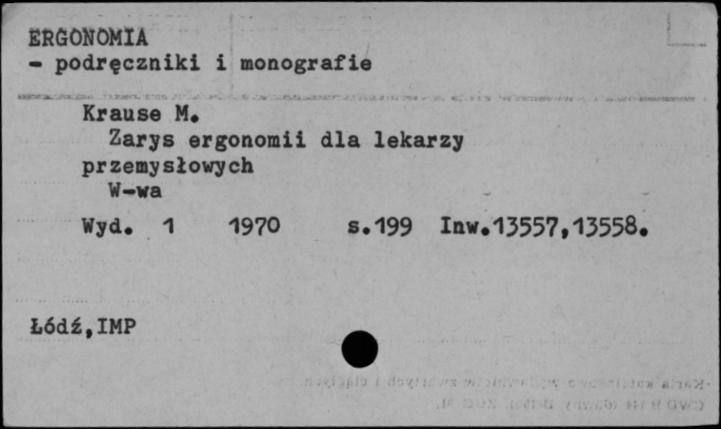 ERGONOMIA
- podręczniki i monografie
Krause M.
Zarys ergonomii dla lekarzy
przemysłowych
W-wa
Wyd. 1 1970 s.199 Inw.13557,13558.
Łódź,IMP